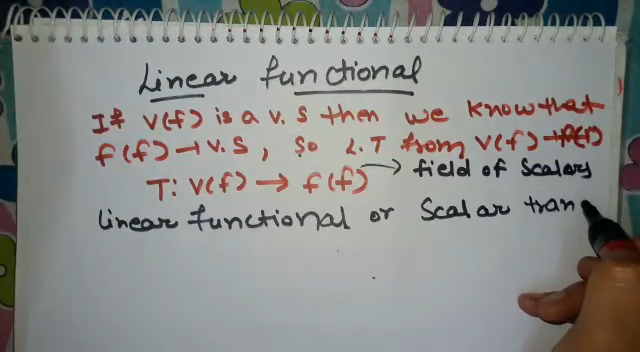 Linear functional
If V(f) is a V.S then we know that
f(f) → V.S, So L.T from V(f) → f(f)
T: V(f) → f(f) → field of Scalars
linear functional or Scalar tran